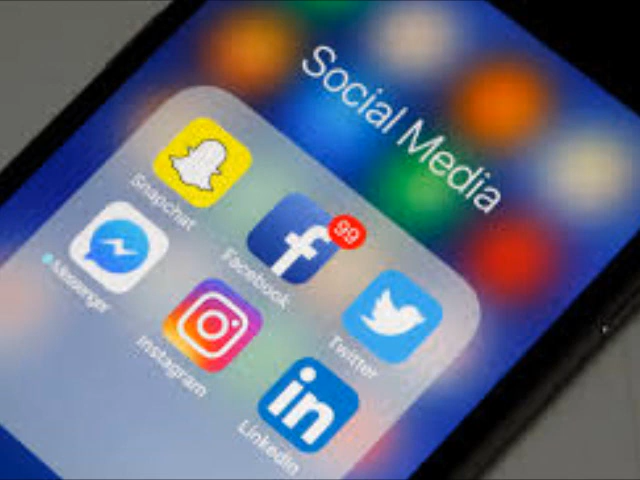 Social Media
Snapchat
Facebook
99
Twitter
Messenger
Instagram
in
LinkedIn